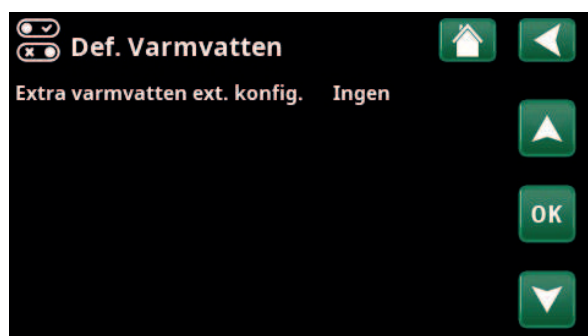 Def. Varmvatten
Extra varmvatten ext. konfig. Ingen
OK